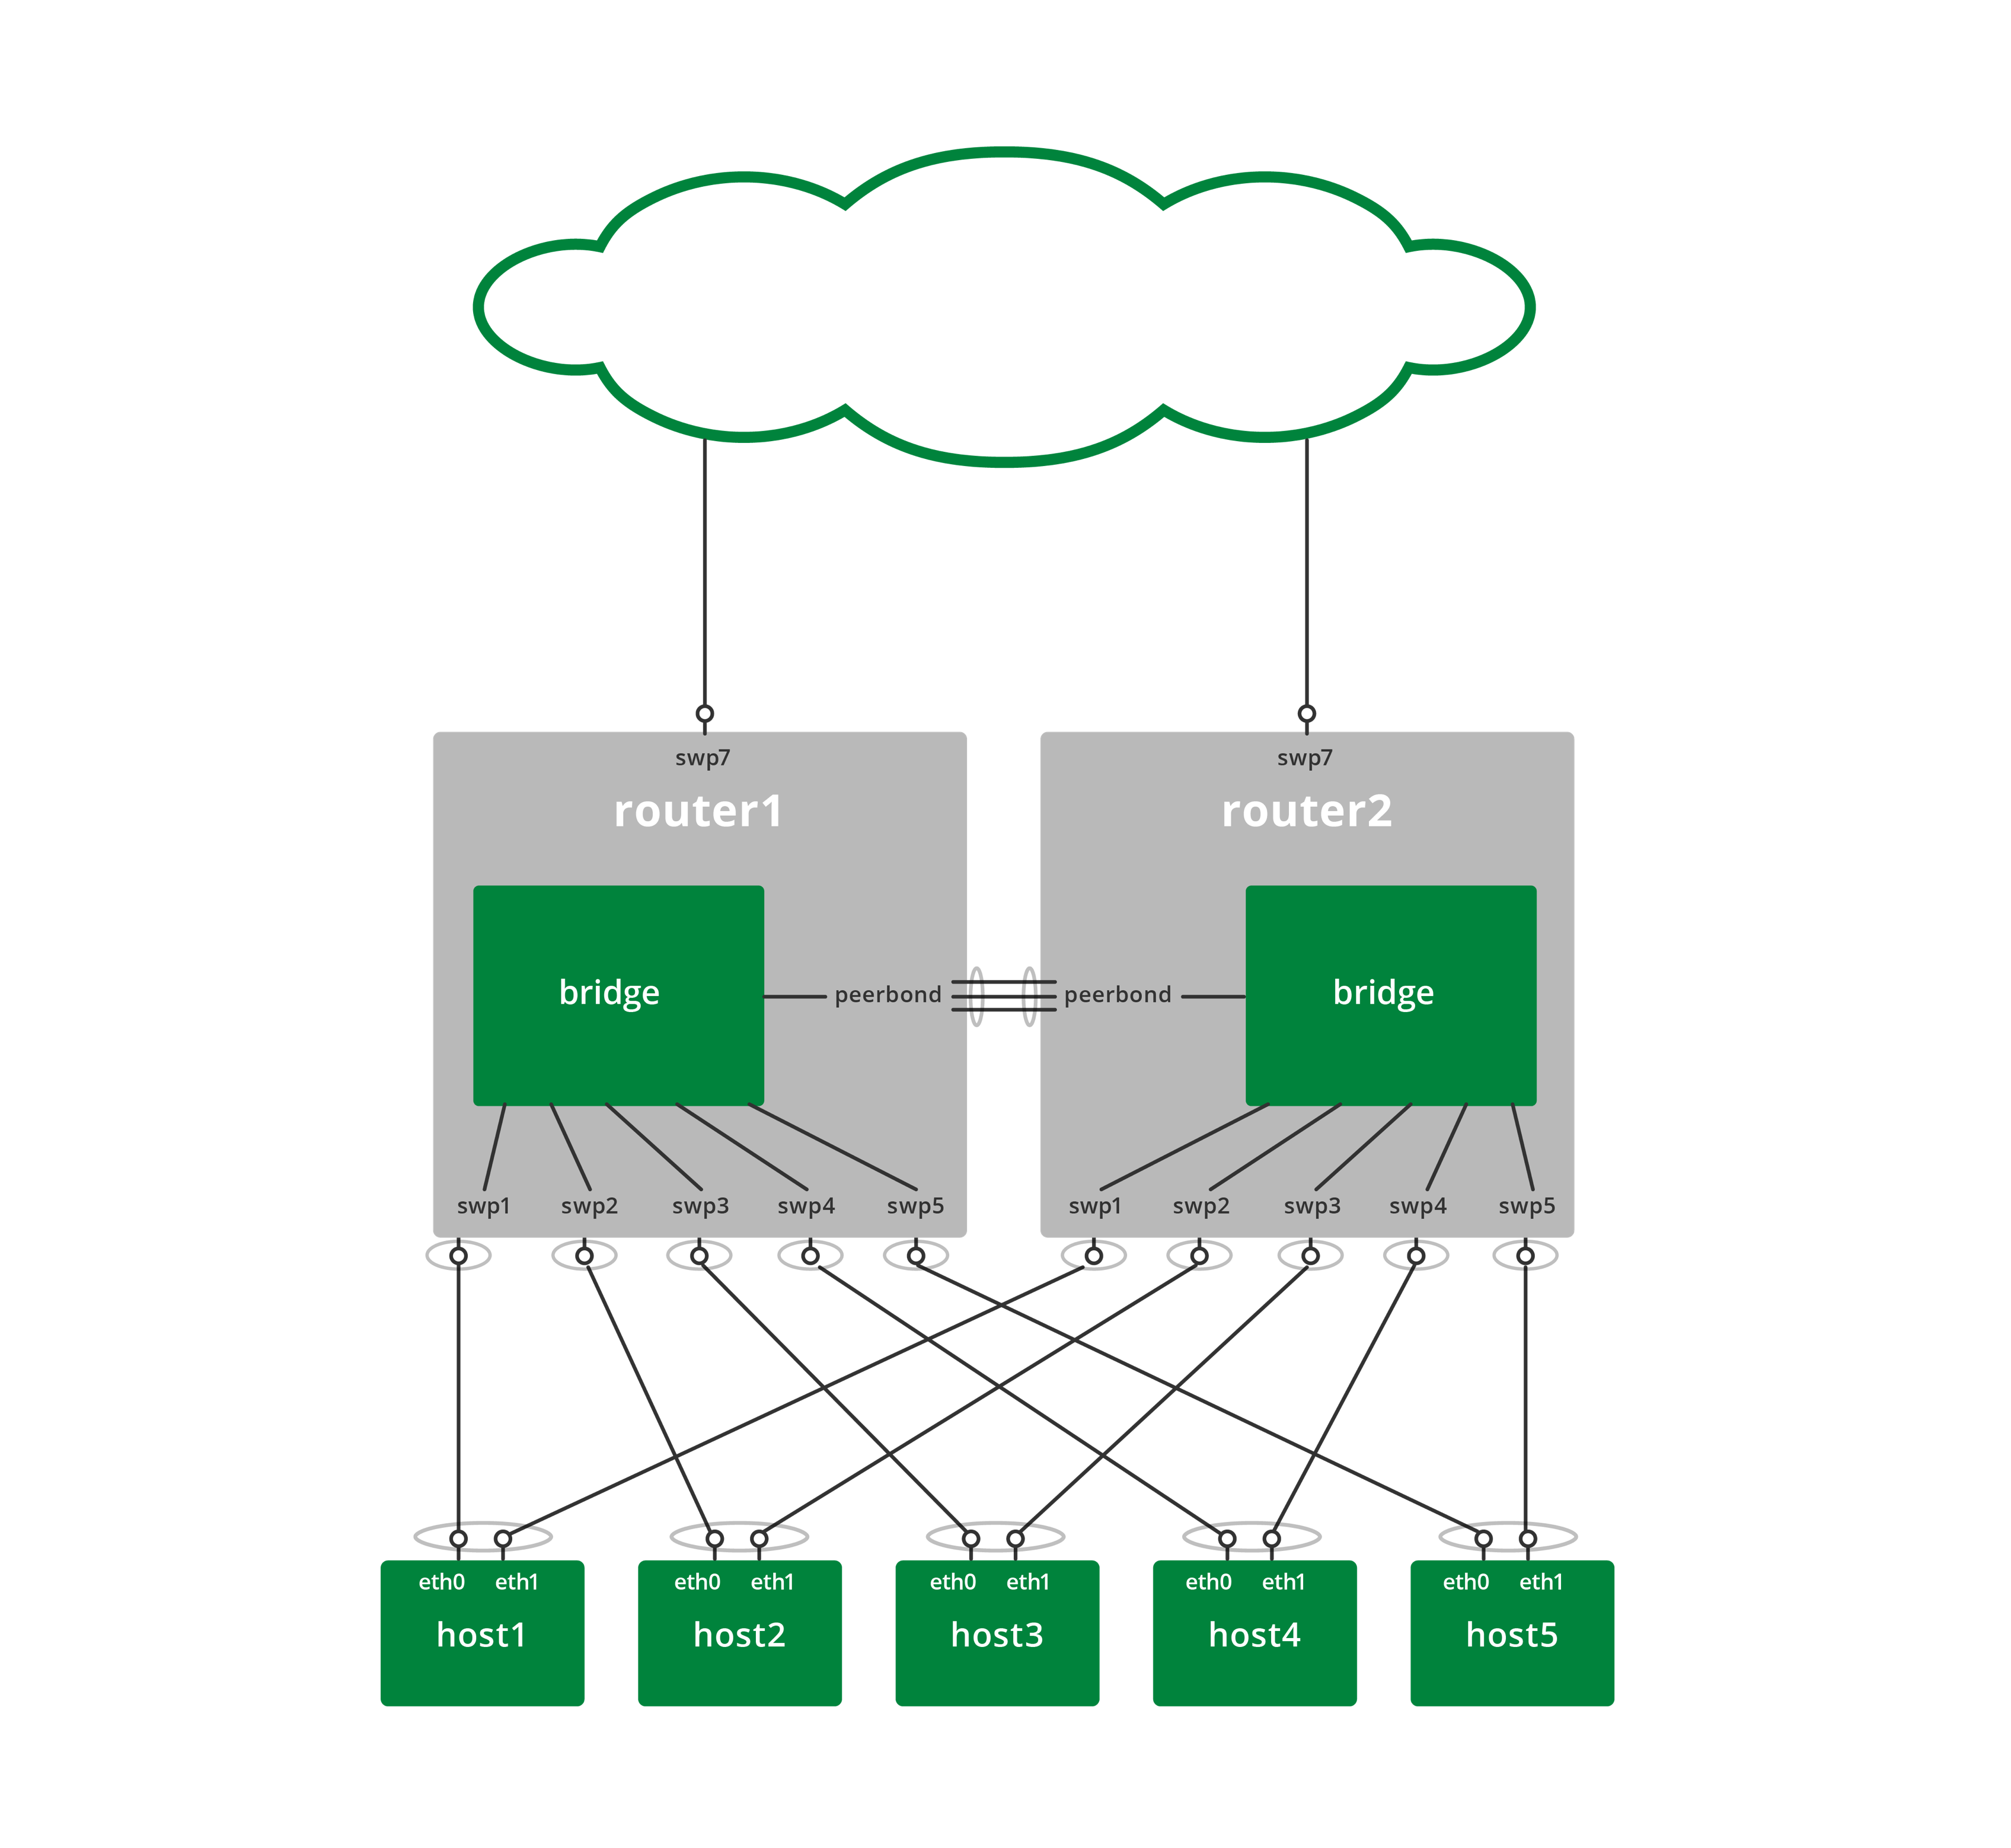 swp7
router1
bridge
peerbond
swp1 swp2 swp3 swp4 swp5
swp7
router2
peerbond
bridge
swp1 swp2 swp3 swp4 swp5
eth0 eth1
host1
eth0 eth1
host2
eth0 eth1
host3
eth0 eth1
host4
eth0 eth1
host5